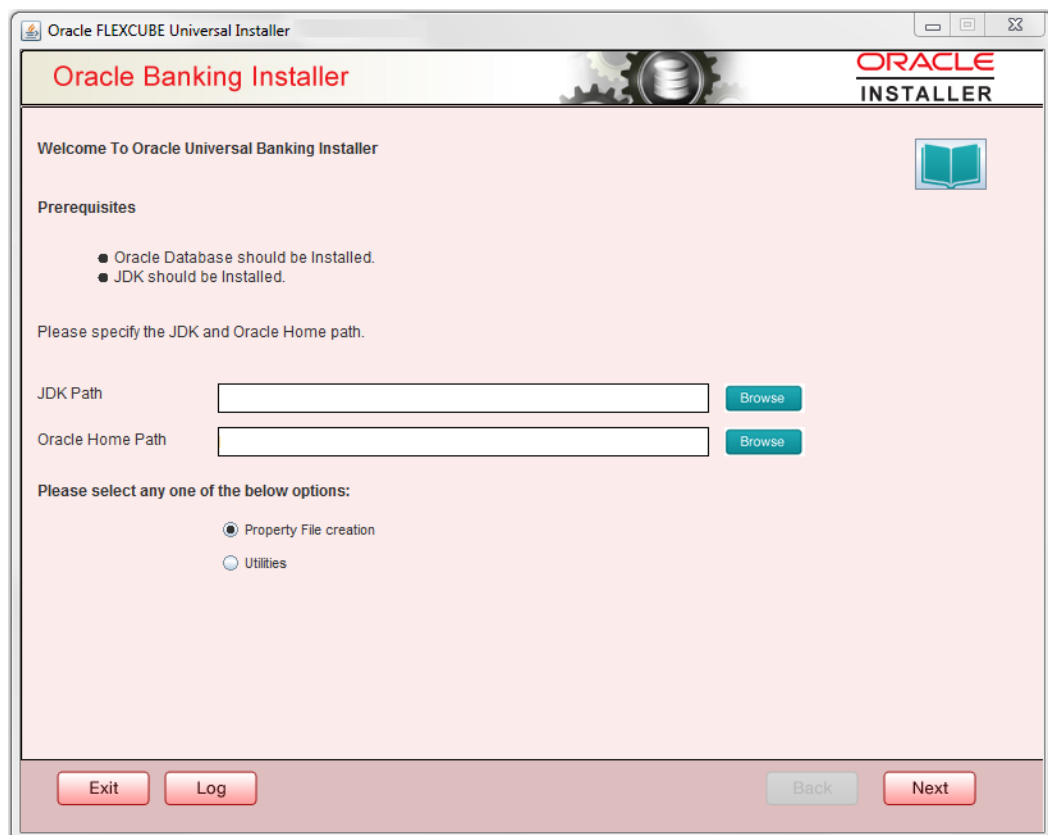 Oracle FLEXCUBE Universal Installer
Oracle Banking Installer
ORACLE
INSTALLER
Welcome To Oracle Universal Banking Installer
Prerequisites
Oracle Database should be Installed.
JDK should be Installed.
Please specify the JDK and Oracle Home path.
JDK Path
Browse
Oracle Home Path
Browse
Please select any one of the below options:
Property File creation
Utilities
Exit
Log
Back
Next